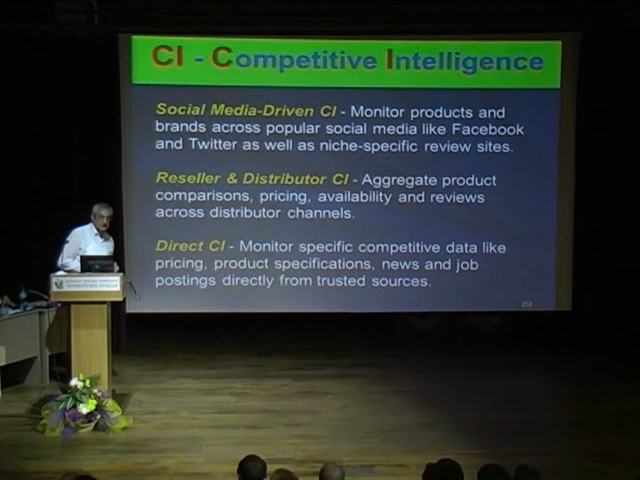 CI - Competitive Intelligence
Social Media-Driven CI - Monitor products and
brands across popular social media like Facebook
and Twitter as well as niche-specific review sites.
Reseller & Distributor CI - Aggregate product
comparisons, pricing, availability and reviews
across distributor channels.
Direct CI - Monitor specific competitive data like
pricing, product specifications, news and job
postings directly from trusted sources.